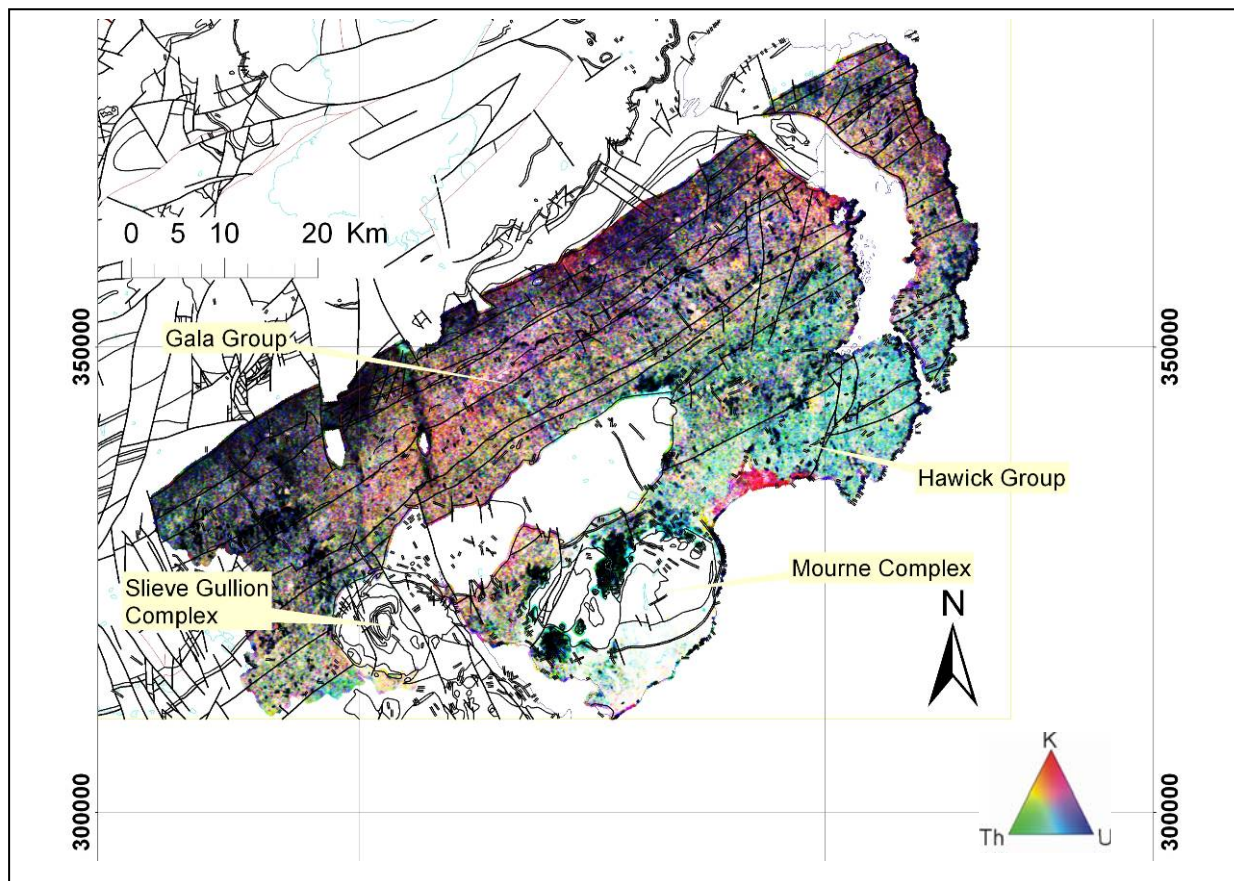 0 5 10 20 Km
Gala Group
350000
350000
Hawick Group
Mourne Complex
Slieve Gullion
Complex
N
K
Th U
300000
300000